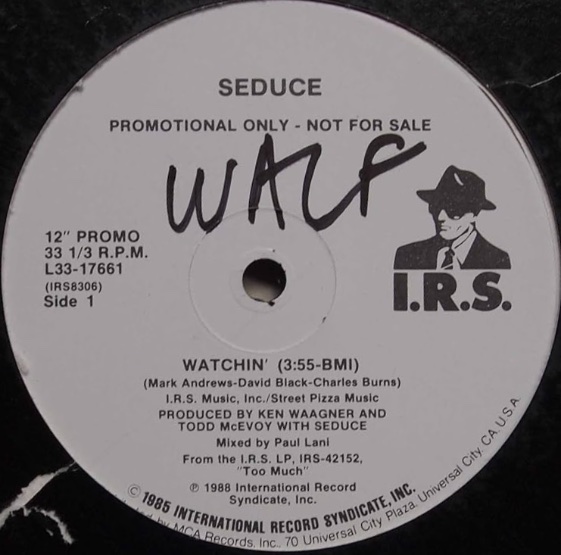 SEDUCE
PROMOTIONAL ONLY - NOT FOR SALE
WALF
12" PROMO
33 1/3 R.P.M.
L33-17661
(IRS8306)
Side 1
I.R.S.
WATCHIN' (3:55-BMI)
(Mark Andrews-David Black-Charles Burns)
I.R.S. Music, Inc./Street Pizza Music
PRODUCED BY KEN WAAGNER AND
TODD McEVOY WITH SEDUCE
Mixed by Paul Lani
From the I.R.S. LP, IRS-42152,
"Too Much"
℗ 1988 International Record
Syndicate, Inc.
© 1985 INTERNATIONAL RECORD SYNDICATE, INC.
by MCA Records, Inc., 70 Universal City Plaza, Universal City, CA. U.S.A.